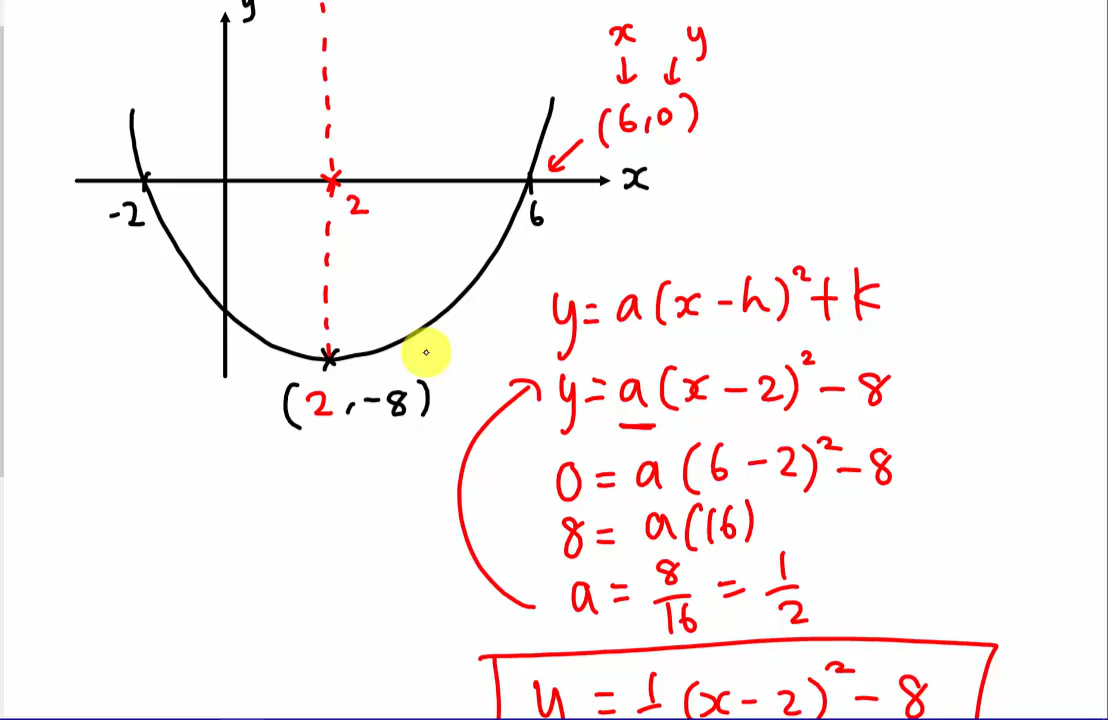 y
x y
↓ ↓
(6,0)
x
-2
2
6
y = a(x - h)² + k
(2, -8)
y = a(x - 2)² - 8
0 = a(6 - 2)² - 8
8 = a(16)
a = 8/16 = 1/2
y = 1 (x - 2)² - 8